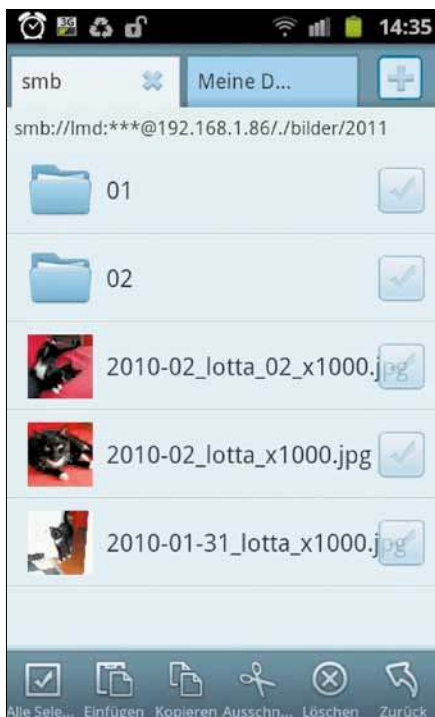 3G 14:35
smb Meine D...
smb://lmd:***@192.168.1.86/./bilder/2011
01
02
2010-02_lotta_02_x1000.jpg
2010-02_lotta_x1000.jpg
2010-01-31_lotta_x1000.jpg
Alle Sele... Einfügen Kopieren Ausschn... Löschen Zurück